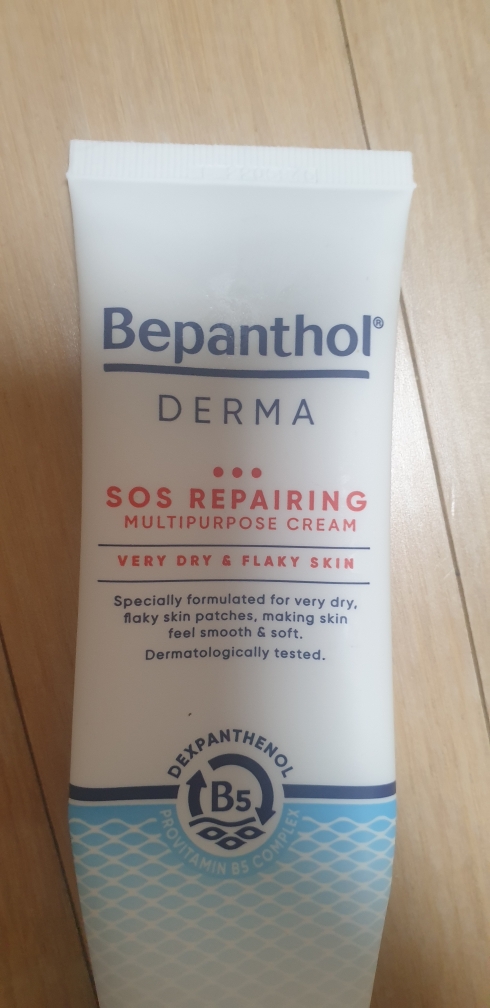 Bepanthol®
DERMA
SOS REPAIRING
MULTIPURPOSE CREAM
VERY DRY & FLAKY SKIN
Specially formulated for very dry,
flaky skin patches, making skin
feel smooth & soft.
Dermatologically tested.
DEXPANTHENOL
B5
PROVITAMIN B5 COMPLEX